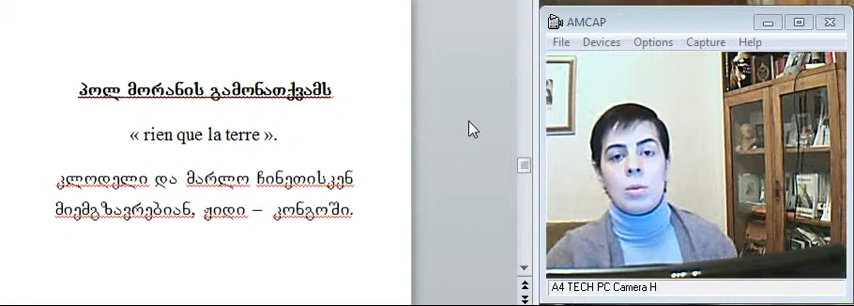 პოლ მორანის გამონათქვამს
« rien que la terre ».
კლოდელი და მარლო ჩინეთისკენ
მიემგზავრებიან, ჟიდი – კონგოში.
AMCAP
File Devices Options Capture Help
A4 TECH PC Camera H